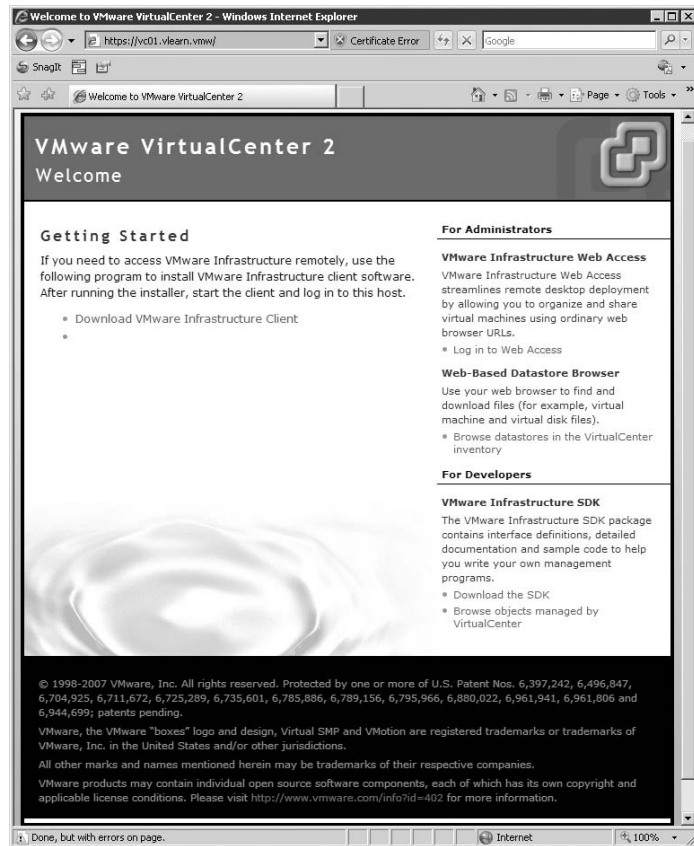 Welcome to VMware VirtualCenter 2 - Windows Internet Explorer
https://vc01.vlearn.vmw/
Certificate Error
Google
SnagIt
Welcome to VMware VirtualCenter 2
Page
Tools
VMware VirtualCenter 2
Welcome
Getting Started
If you need to access VMware Infrastructure remotely, use the
following program to install VMware Infrastructure client software.
After running the installer, start the client and log in to this host.
• Download VMware Infrastructure Client
•
For Administrators
VMware Infrastructure Web Access
VMware Infrastructure Web Access
streamlines remote desktop deployment
by allowing you to organize and share
virtual machines using ordinary web
browser URLs.
• Log in to Web Access
Web-Based Datastore Browser
Use your web browser to find and
download files (for example, virtual
machine and virtual disk files).
• Browse datastores in the VirtualCenter
inventory
For Developers
VMware Infrastructure SDK
The VMware Infrastructure SDK package
contains interface definitions, detailed
documentation and sample code to help
you write your own management
programs.
• Download the SDK
• Browse objects managed by
VirtualCenter
© 1998-2007 VMware, Inc. All rights reserved. Protected by one or more of U.S. Patent Nos. 6,397,242, 6,496,847,
6,704,925, 6,711,672, 6,725,289, 6,735,601, 6,785,886, 6,789,156, 6,795,966, 6,880,022, 6,961,941, 6,961,806 and
6,944,699; patents pending.
VMware, the VMware "boxes" logo and design, Virtual SMP and VMotion are registered trademarks or trademarks of
VMware, Inc. in the United States and/or other jurisdictions.
All other marks and names mentioned herein may be trademarks of their respective companies.
VMware products may contain individual open source software components, each of which has its own copyright and
applicable license conditions. Please visit http://www.vmware.com/info?id=402 for more information.
Done, but with errors on page.
Internet
100%